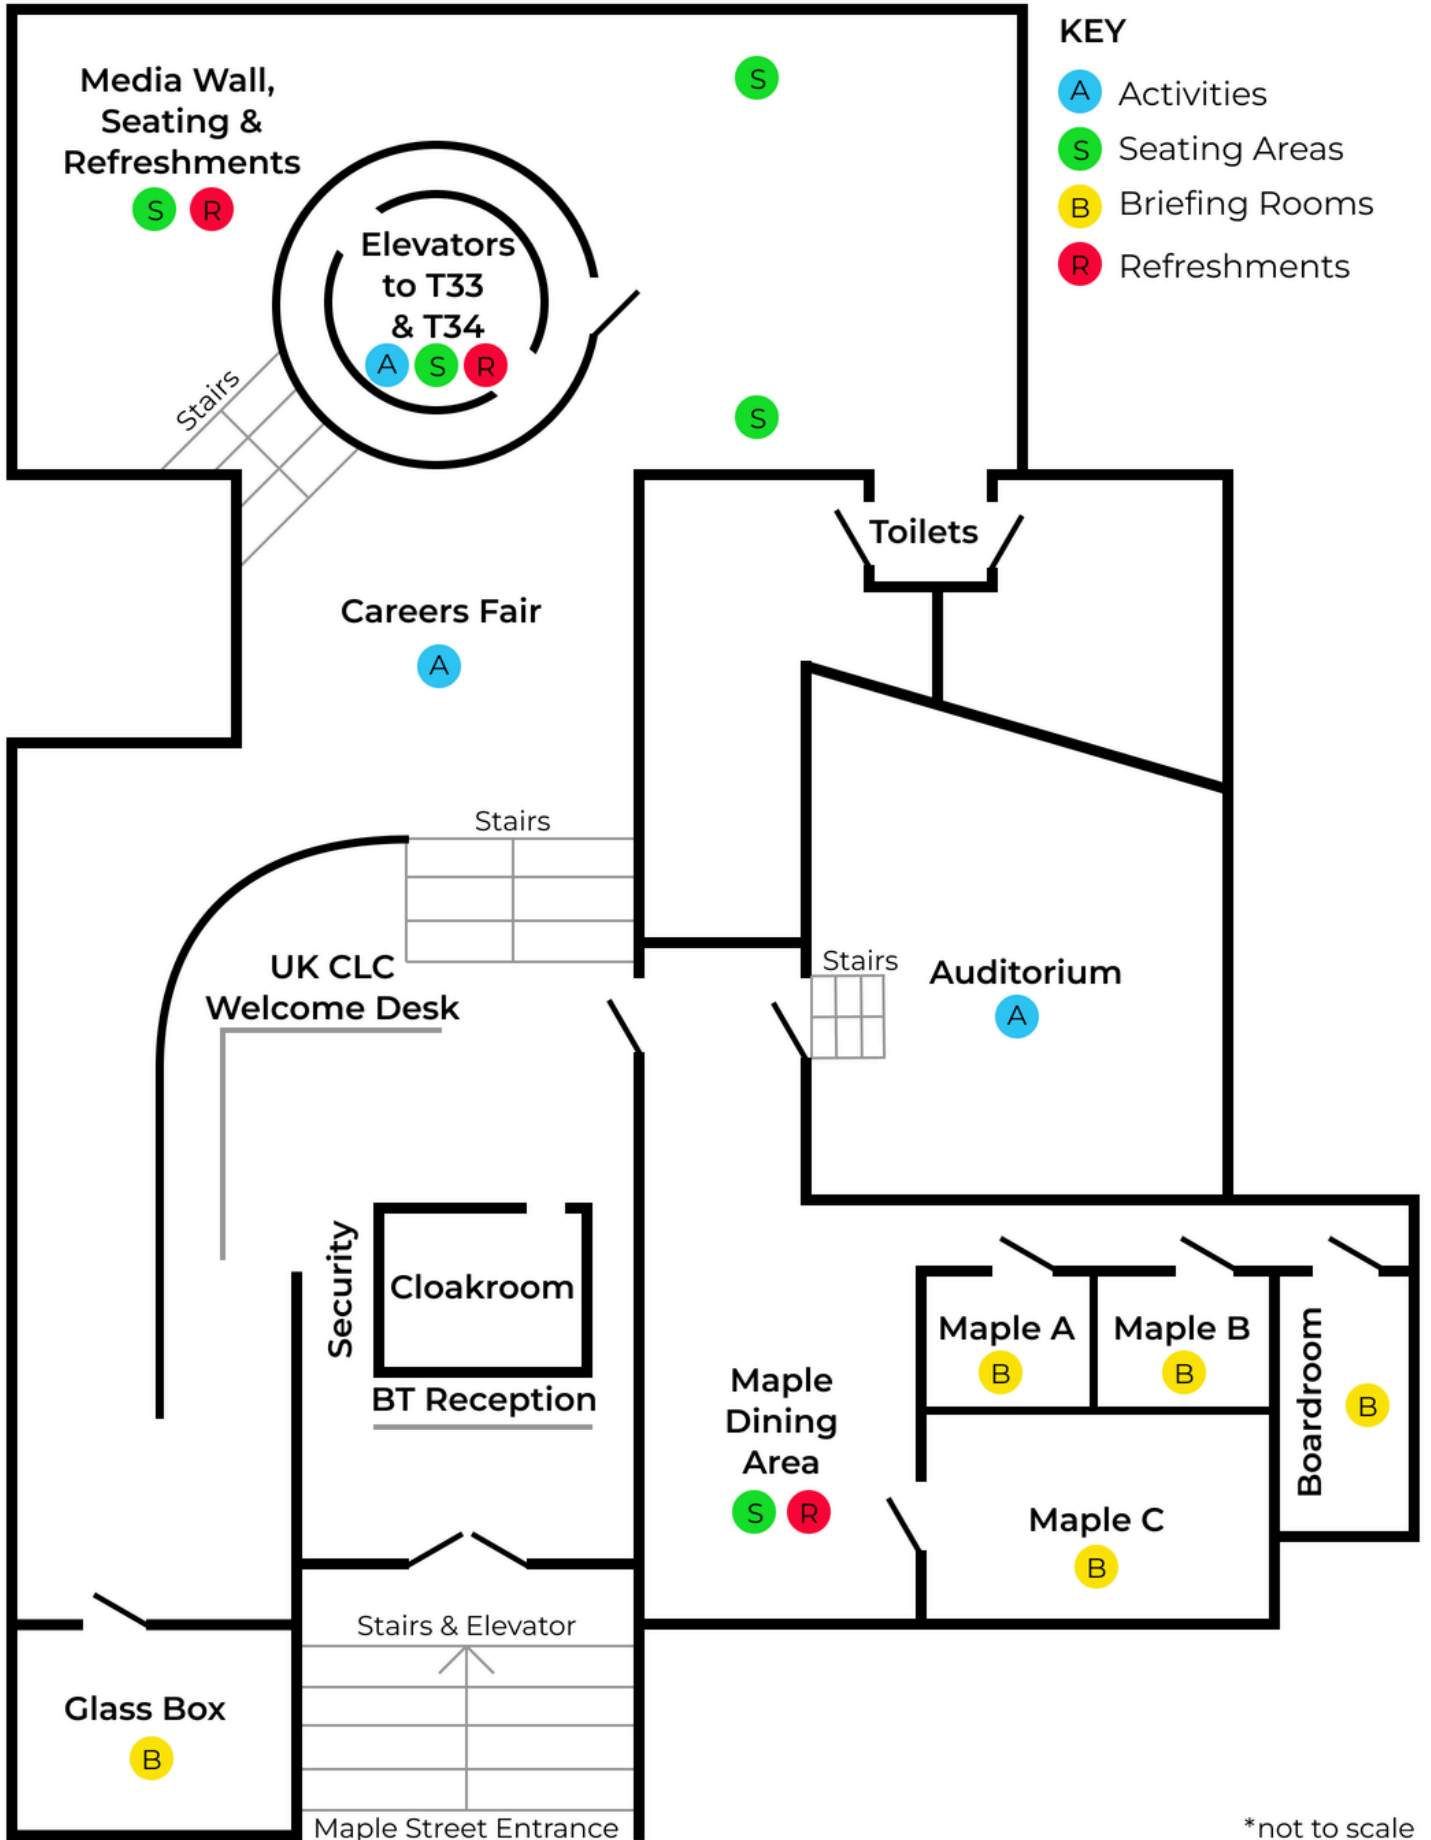 KEY
A Activities
S Seating Areas
B Briefing Rooms
R Refreshments
Media Wall,
Seating &
Refreshments
S R
S
Elevators
to T33
& T34
A S R
S
Stairs
Toilets
Careers Fair
A
Stairs
UK CLC
Welcome Desk
Stairs
Auditorium
A
Security
Cloakroom
BT Reception
Maple A
B
Maple B
B
Boardroom
B
Maple
Dining
Area
S R
Maple C
B
Stairs & Elevator
Glass Box
B
Maple Street Entrance
*not to scale